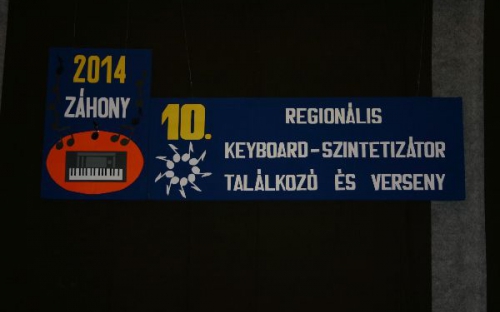 2014
ZÁHONY
10.
REGIONÁLIS
KEYBOARD-SZINTETIZÁTOR
TALÁLKOZÓ ÉS VERSENY